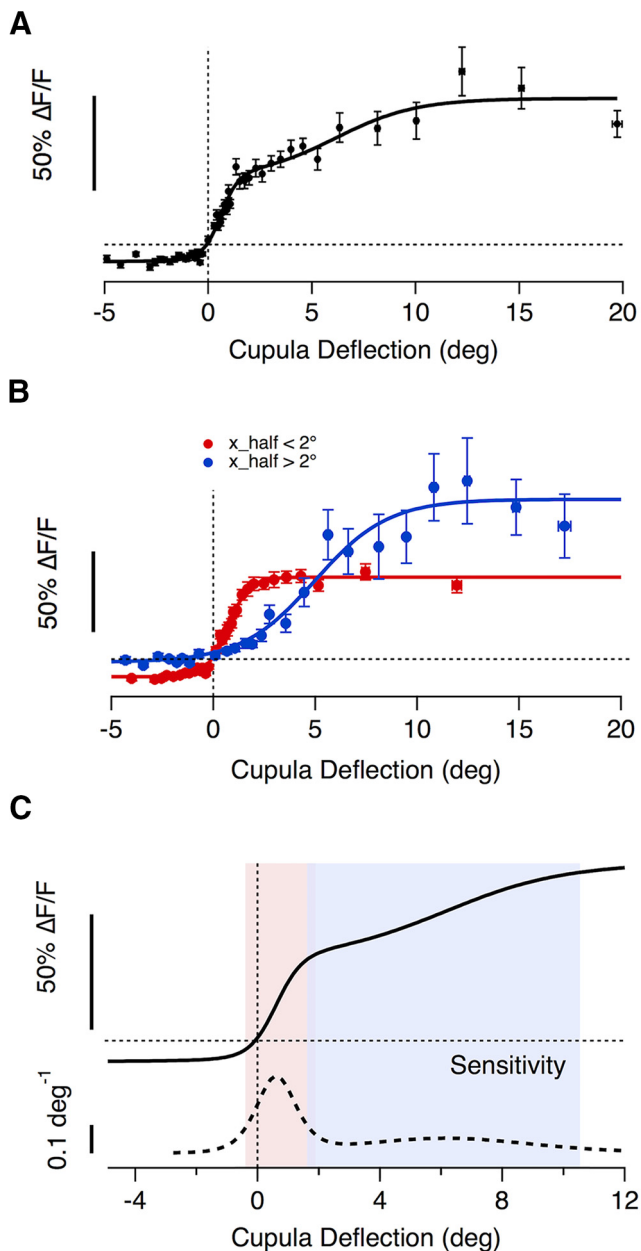 A
50% ΔF/F
-5 0 5 10 15 20
Cupula Deflection (deg)
B
x_half < 2°
x_half > 2°
50% ΔF/F
-5 0 5 10 15 20
Cupula Deflection (deg)
C
50% ΔF/F
Sensitivity
0.1 deg⁻¹
-4 0 4 8 12
Cupula Deflection (deg)